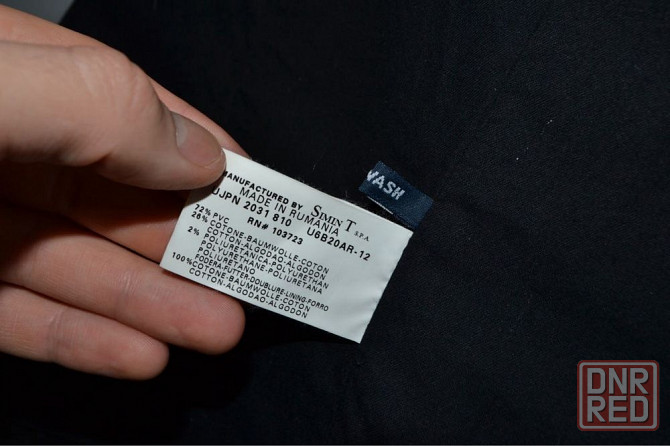 MANUFACTURED BY SIMINT S.P.A.
MADE IN RUMANIA
UJPN 2031 810 U6B20AR-12
RN# 103723
72% PVC
26% COTONE-BAUMWOLLE-COTON
COTTON-ALGODAO-ALGODON
2% POLIURETANICA-POLYURETHAN
POLYURETHANE-POLIURETANA
POLIURETANO
FODERA-FUTTER-DOUBLURE-LINING-FORRO
100% COTONE-BAUMWOLLE-COTON
COTTON-ALGODAO-ALGODON
WASH
DNR
RED